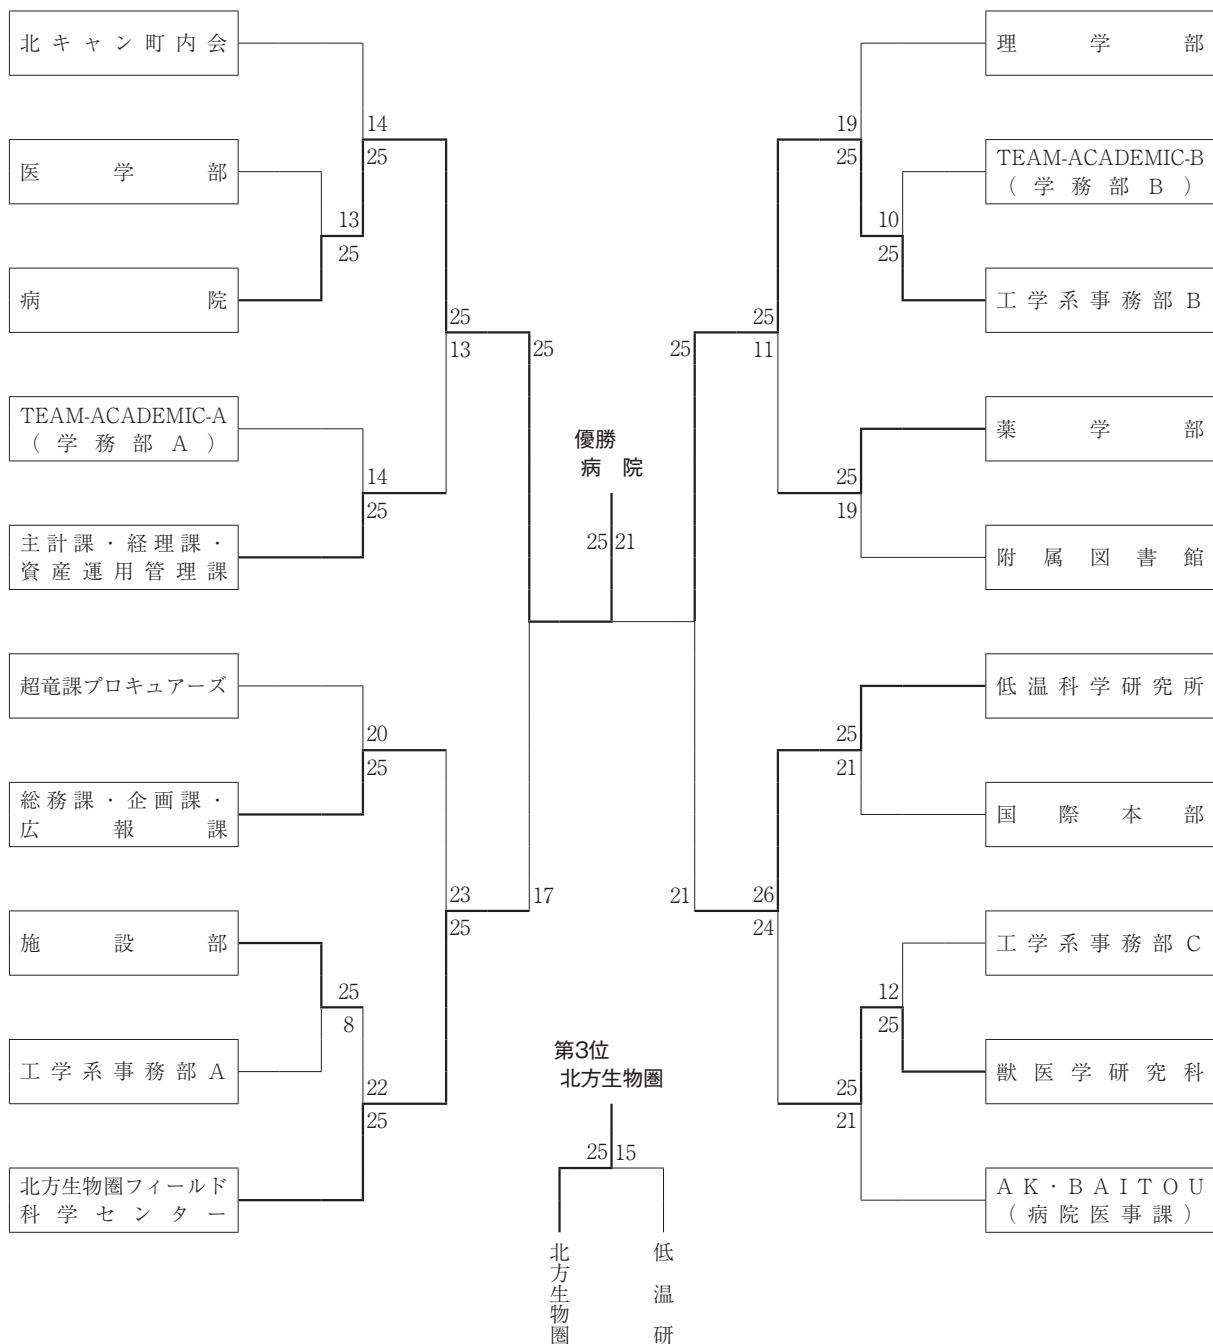 北キャン町内会
14
25
医学部
13
25
病院
25
13
25
TEAM-ACADEMIC-A
（学務部A）
14
25
主計課・経理課・
資産運用管理課
超竜課プロキュアーズ
20
25
総務課・企画課・
広報課
23
25
17
施設部
25
8
工学系事務部A
22
25
北方生物圏フィールド
科学センター
優勝
病院
25 21
第3位
北方生物圏
25 15
北方生物圏
低温研
理学部
19
25
TEAM-ACADEMIC-B
（学務部B）
10
25
工学系事務部B
25
25
11
薬学部
25
19
附属図書館
低温科学研究所
25
21
国際本部
21
26
24
工学系事務部C
12
25
獣医学研究科
25
21
AK・BAITOU
（病院医事課）